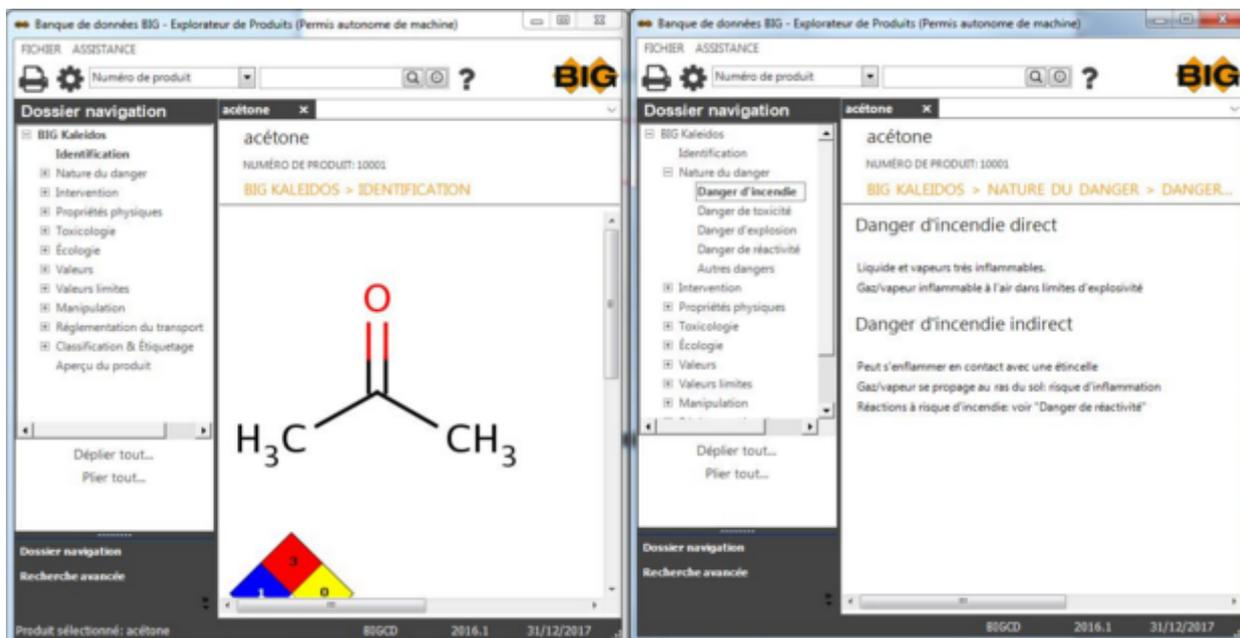 Banque de données BIG - Explorateur de Produits (Permis autonome de machine)
FICHIER ASSISTANCE
Numéro de produit
?
BIG
Dossier navigation
acétone x
BIG Kaleidos
Identification
Nature du danger
Intervention
Propriétés physiques
Toxicologie
Écologie
Valeurs
Valeurs limites
Manipulation
Réglementation du transport
Classification & Étiquetage
Aperçu du produit
Déplier tout...
Plier tout...
Dossier navigation
Recherche avancée
acétone
NUMÉRO DE PRODUIT: 10001
BIG KALEIDOS > IDENTIFICATION
O
H3C
CH3
3
1
0
Produit sélectionné: acétone
BIGCD
2016.1
31/12/2017
Banque de données BIG - Explorateur de Produits (Permis autonome de machine)
FICHIER ASSISTANCE
Numéro de produit
?
BIG
Dossier navigation
acétone x
BIG Kaleidos
Identification
Nature du danger
Danger d'incendie
Danger de toxicité
Danger d'explosion
Danger de réactivité
Autres dangers
Intervention
Propriétés physiques
Toxicologie
Écologie
Valeurs
Valeurs limites
Manipulation
Déplier tout...
Plier tout...
Dossier navigation
Recherche avancée
acétone
NUMÉRO DE PRODUIT: 10001
BIG KALEIDOS > NATURE DU DANGER > DANGER...
Danger d'incendie direct
Liquide et vapeurs très inflammables.
Gaz/vapeur inflammable à l'air dans limites d'explosivité
Danger d'incendie indirect
Peut s'enflammer en contact avec une étincelle
Gaz/vapeur se propage au ras du sol: risque d'inflammation
Réactions à risque d'incendie: voir "Danger de réactivité"
BIGCD
2016.1
31/12/2017